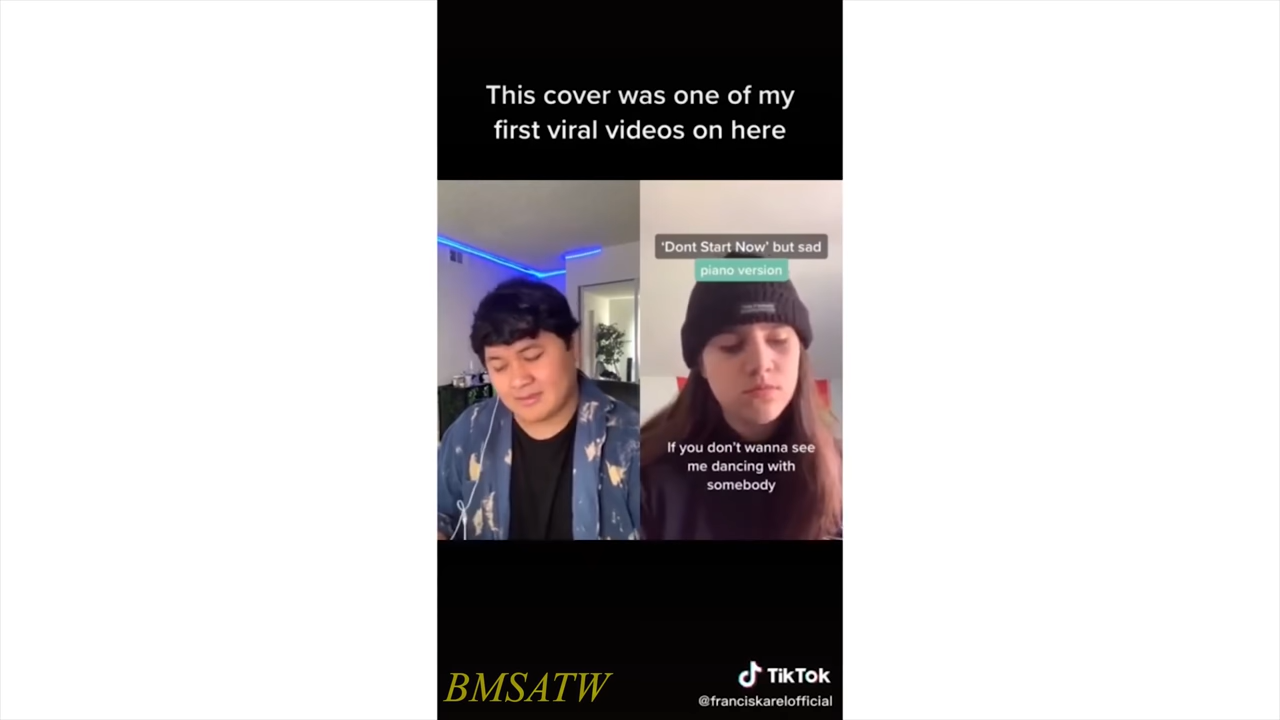 This cover was one of my
first viral videos on here
‘Dont Start Now’ but sad
piano version
If you don’t wanna see
me dancing with
somebody
BMSATW
TikTok
@franciskarelofficial